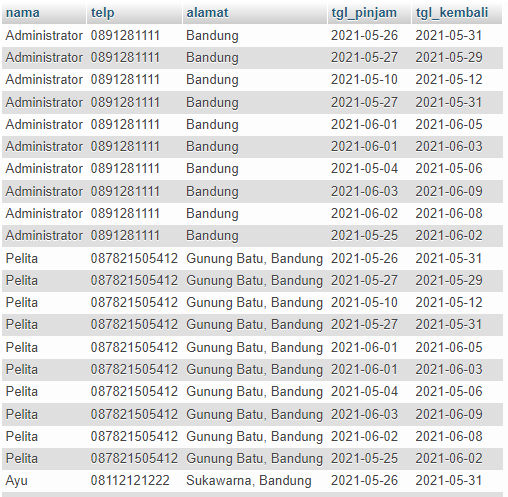 nama telp alamat tgl_pinjam tgl_kembali
Administrator 0891281111 Bandung 2021-05-26 2021-05-31
Administrator 0891281111 Bandung 2021-05-27 2021-05-29
Administrator 0891281111 Bandung 2021-05-10 2021-05-12
Administrator 0891281111 Bandung 2021-05-27 2021-05-31
Administrator 0891281111 Bandung 2021-06-01 2021-06-05
Administrator 0891281111 Bandung 2021-06-01 2021-06-03
Administrator 0891281111 Bandung 2021-05-04 2021-05-06
Administrator 0891281111 Bandung 2021-06-03 2021-06-09
Administrator 0891281111 Bandung 2021-06-02 2021-06-08
Administrator 0891281111 Bandung 2021-05-25 2021-06-02
Pelita 087821505412 Gunung Batu, Bandung 2021-05-26 2021-05-31
Pelita 087821505412 Gunung Batu, Bandung 2021-05-27 2021-05-29
Pelita 087821505412 Gunung Batu, Bandung 2021-05-10 2021-05-12
Pelita 087821505412 Gunung Batu, Bandung 2021-05-27 2021-05-31
Pelita 087821505412 Gunung Batu, Bandung 2021-06-01 2021-06-05
Pelita 087821505412 Gunung Batu, Bandung 2021-06-01 2021-06-03
Pelita 087821505412 Gunung Batu, Bandung 2021-05-04 2021-05-06
Pelita 087821505412 Gunung Batu, Bandung 2021-06-03 2021-06-09
Pelita 087821505412 Gunung Batu, Bandung 2021-06-02 2021-06-08
Pelita 087821505412 Gunung Batu, Bandung 2021-05-25 2021-06-02
Ayu 08112121222 Sukawarna, Bandung 2021-05-26 2021-05-31